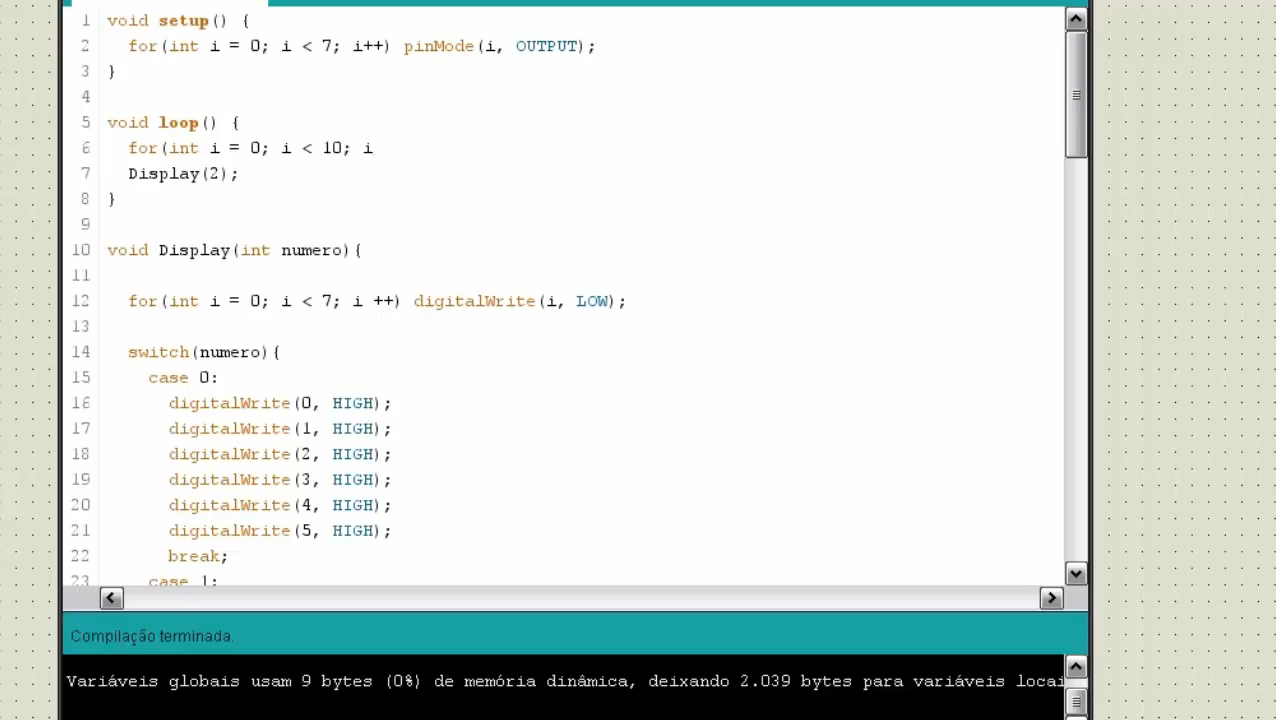 1 void setup() {
2   for(int i = 0; i < 7; i++) pinMode(i, OUTPUT);
3 }
4
5 void loop() {
6   for(int i = 0; i < 10; i
7   Display(2);
8 }
9
10 void Display(int numero){
11
12   for(int i = 0; i < 7; i ++) digitalWrite(i, LOW);
13
14   switch(numero){
15     case 0:
16       digitalWrite(0, HIGH);
17       digitalWrite(1, HIGH);
18       digitalWrite(2, HIGH);
19       digitalWrite(3, HIGH);
20       digitalWrite(4, HIGH);
21       digitalWrite(5, HIGH);
22       break;
23     case 1:
Compilação terminada.
Variáveis globais usam 9 bytes (0%) de memória dinâmica, deixando 2.039 bytes para variáveis locai